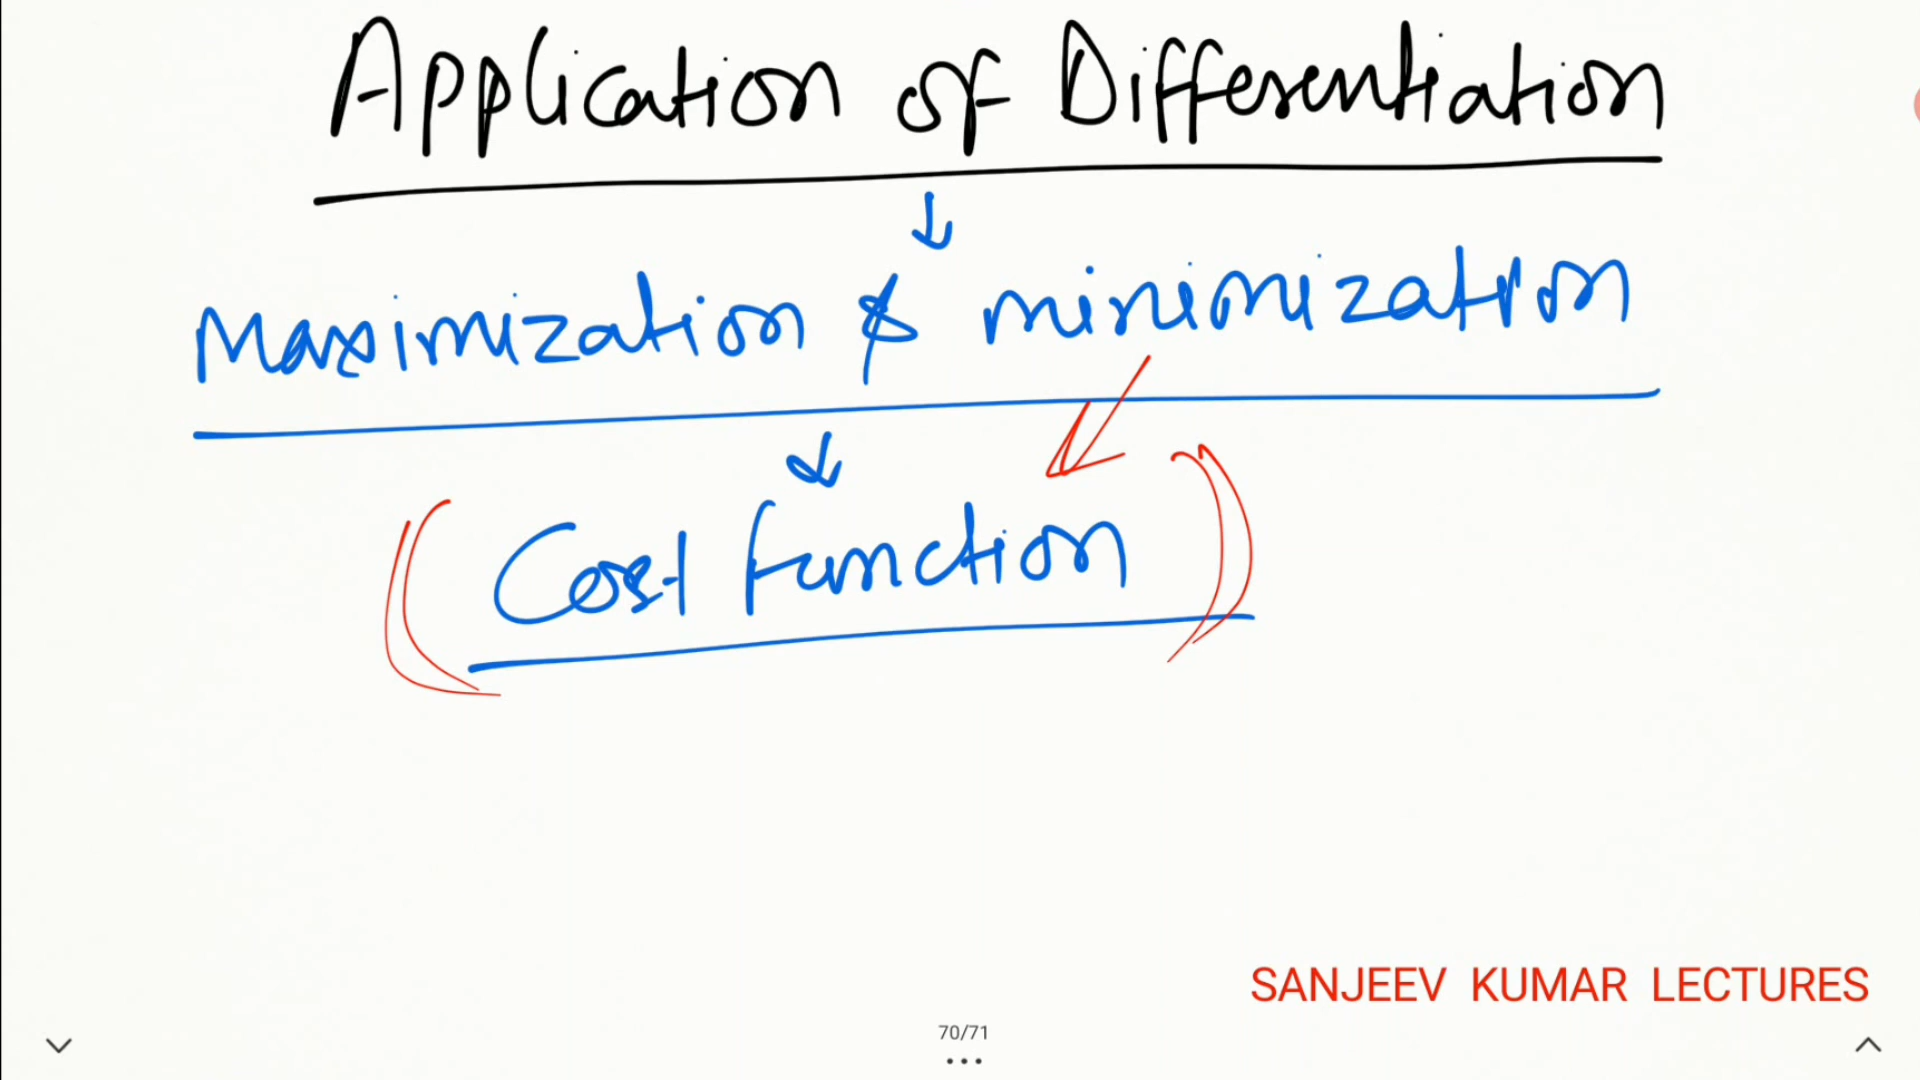 Application of Differentiation
Maximization & minimization
Cost function
SANJEEV KUMAR LECTURES
70/71